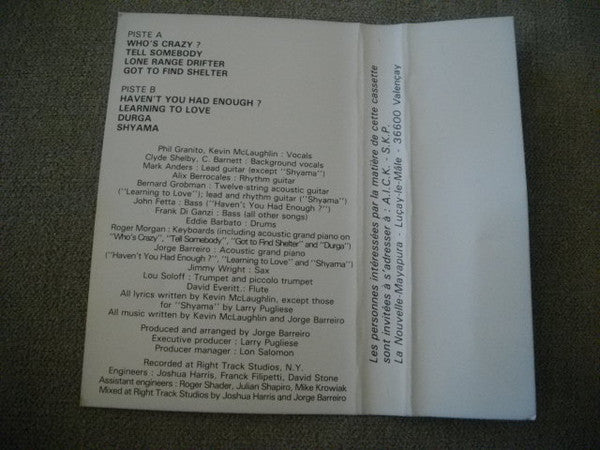 PISTE A
WHO'S CRAZY ?
TELL SOMEBODY
LONE RANGE DRIFTER
GOT TO FIND SHELTER
PISTE B
HAVEN'T YOU HAD ENOUGH ?
LEARNING TO LOVE
DURGA
SHYAMA
Phil Granito, Kevin McLaughlin : Vocals
Clyde Shelby, C. Barnett : Background vocals
Mark Anders : Lead guitar (except "Shyama")
Alix Berrocales : Rhythm guitar
Bernard Grobman : Twelve-string acoustic guitar
("Learning to Love"); lead and rhythm guitar ("Shyama")
John Fetta : Bass ("Haven't You Had Enough ?")
Frank Di Ganzi : Bass (all other songs)
Eddie Barbato : Drums
Roger Morgan : Keyboards (including acoustic grand piano on
"Who's Crazy", "Tell Somebody", "Got to Find Shelter" and "Durga")
Jorge Barreiro : Acoustic grand piano
("Haven't You Had Enough ?", "Learning to Love" and "Shyama")
Jimmy Wright : Sax
Lou Soloff : Trumpet and piccolo trumpet
David Everitt.: Flute
All lyrics written by Kevin McLaughlin, except those
for "Shyama" by Larry Pugliese
All music written by Kevin McLaughlin and Jorge Barreiro
Produced and arranged by Jorge Barreiro
Executive producer : Larry Pugliese
Producer manager : Lon Salomon
Recorded at Right Track Studios, N.Y.
Engineers : Joshua Harris, Franck Filipetti, David Stone
Assistant engineers : Roger Shader, Julian Shapiro, Mike Krowiak
Mixed at Right Track Studios by Joshua Harris and Jorge Barreiro
Les personnes intéressées par la matière de cette cassette
sont invitées à s'adresser à : A.I.C.K. - S.K.P.
La Nouvelle-Mayapura - Luçay-le-Mâle - 36600 Valençay